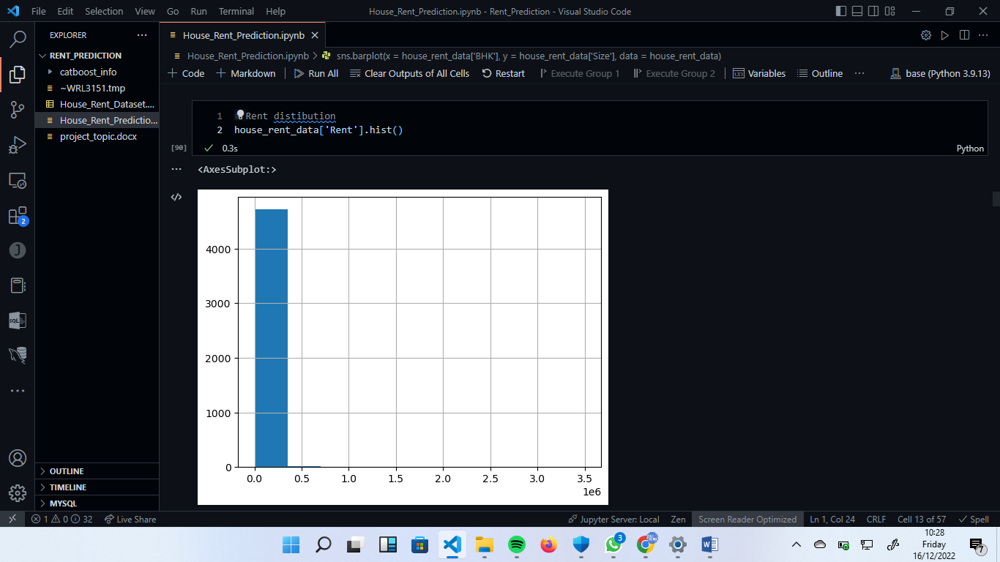 File Edit Selection View Go Run Terminal Help
House_Rent_Prediction.ipynb - Rent_Prediction - Visual Studio Code
EXPLORER
RENT_PREDICTION
catboost_info
~WRL3151.tmp
House_Rent_Dataset....
House_Rent_Predictio...
project_topic.docx
2
OUTLINE
TIMELINE
MYSQL
House_Rent_Prediction.ipynb
House_Rent_Prediction.ipynb > sns.barplot(x = house_rent_data['BHK'], y = house_rent_data['Size'], data = house_rent_data)
Code Markdown Run All Clear Outputs of All Cells Restart Execute Group 1 Execute Group 2 Variables Outline base (Python 3.9.13)
1 Rent distibution
2 house_rent_data['Rent'].hist()
[90] 0.3s Python
<AxesSubplot:>
4000
3000
2000
1000
0
0.0 0.5 1.0 1.5 2.0 2.5 3.0 3.5
1e6
1 0 32 Live Share Jupyter Server: Local Zen Screen Reader Optimized Ln 1, Col 24 CRLF Cell 13 of 57 Spell
3
10:28
Friday
16/12/2022
7